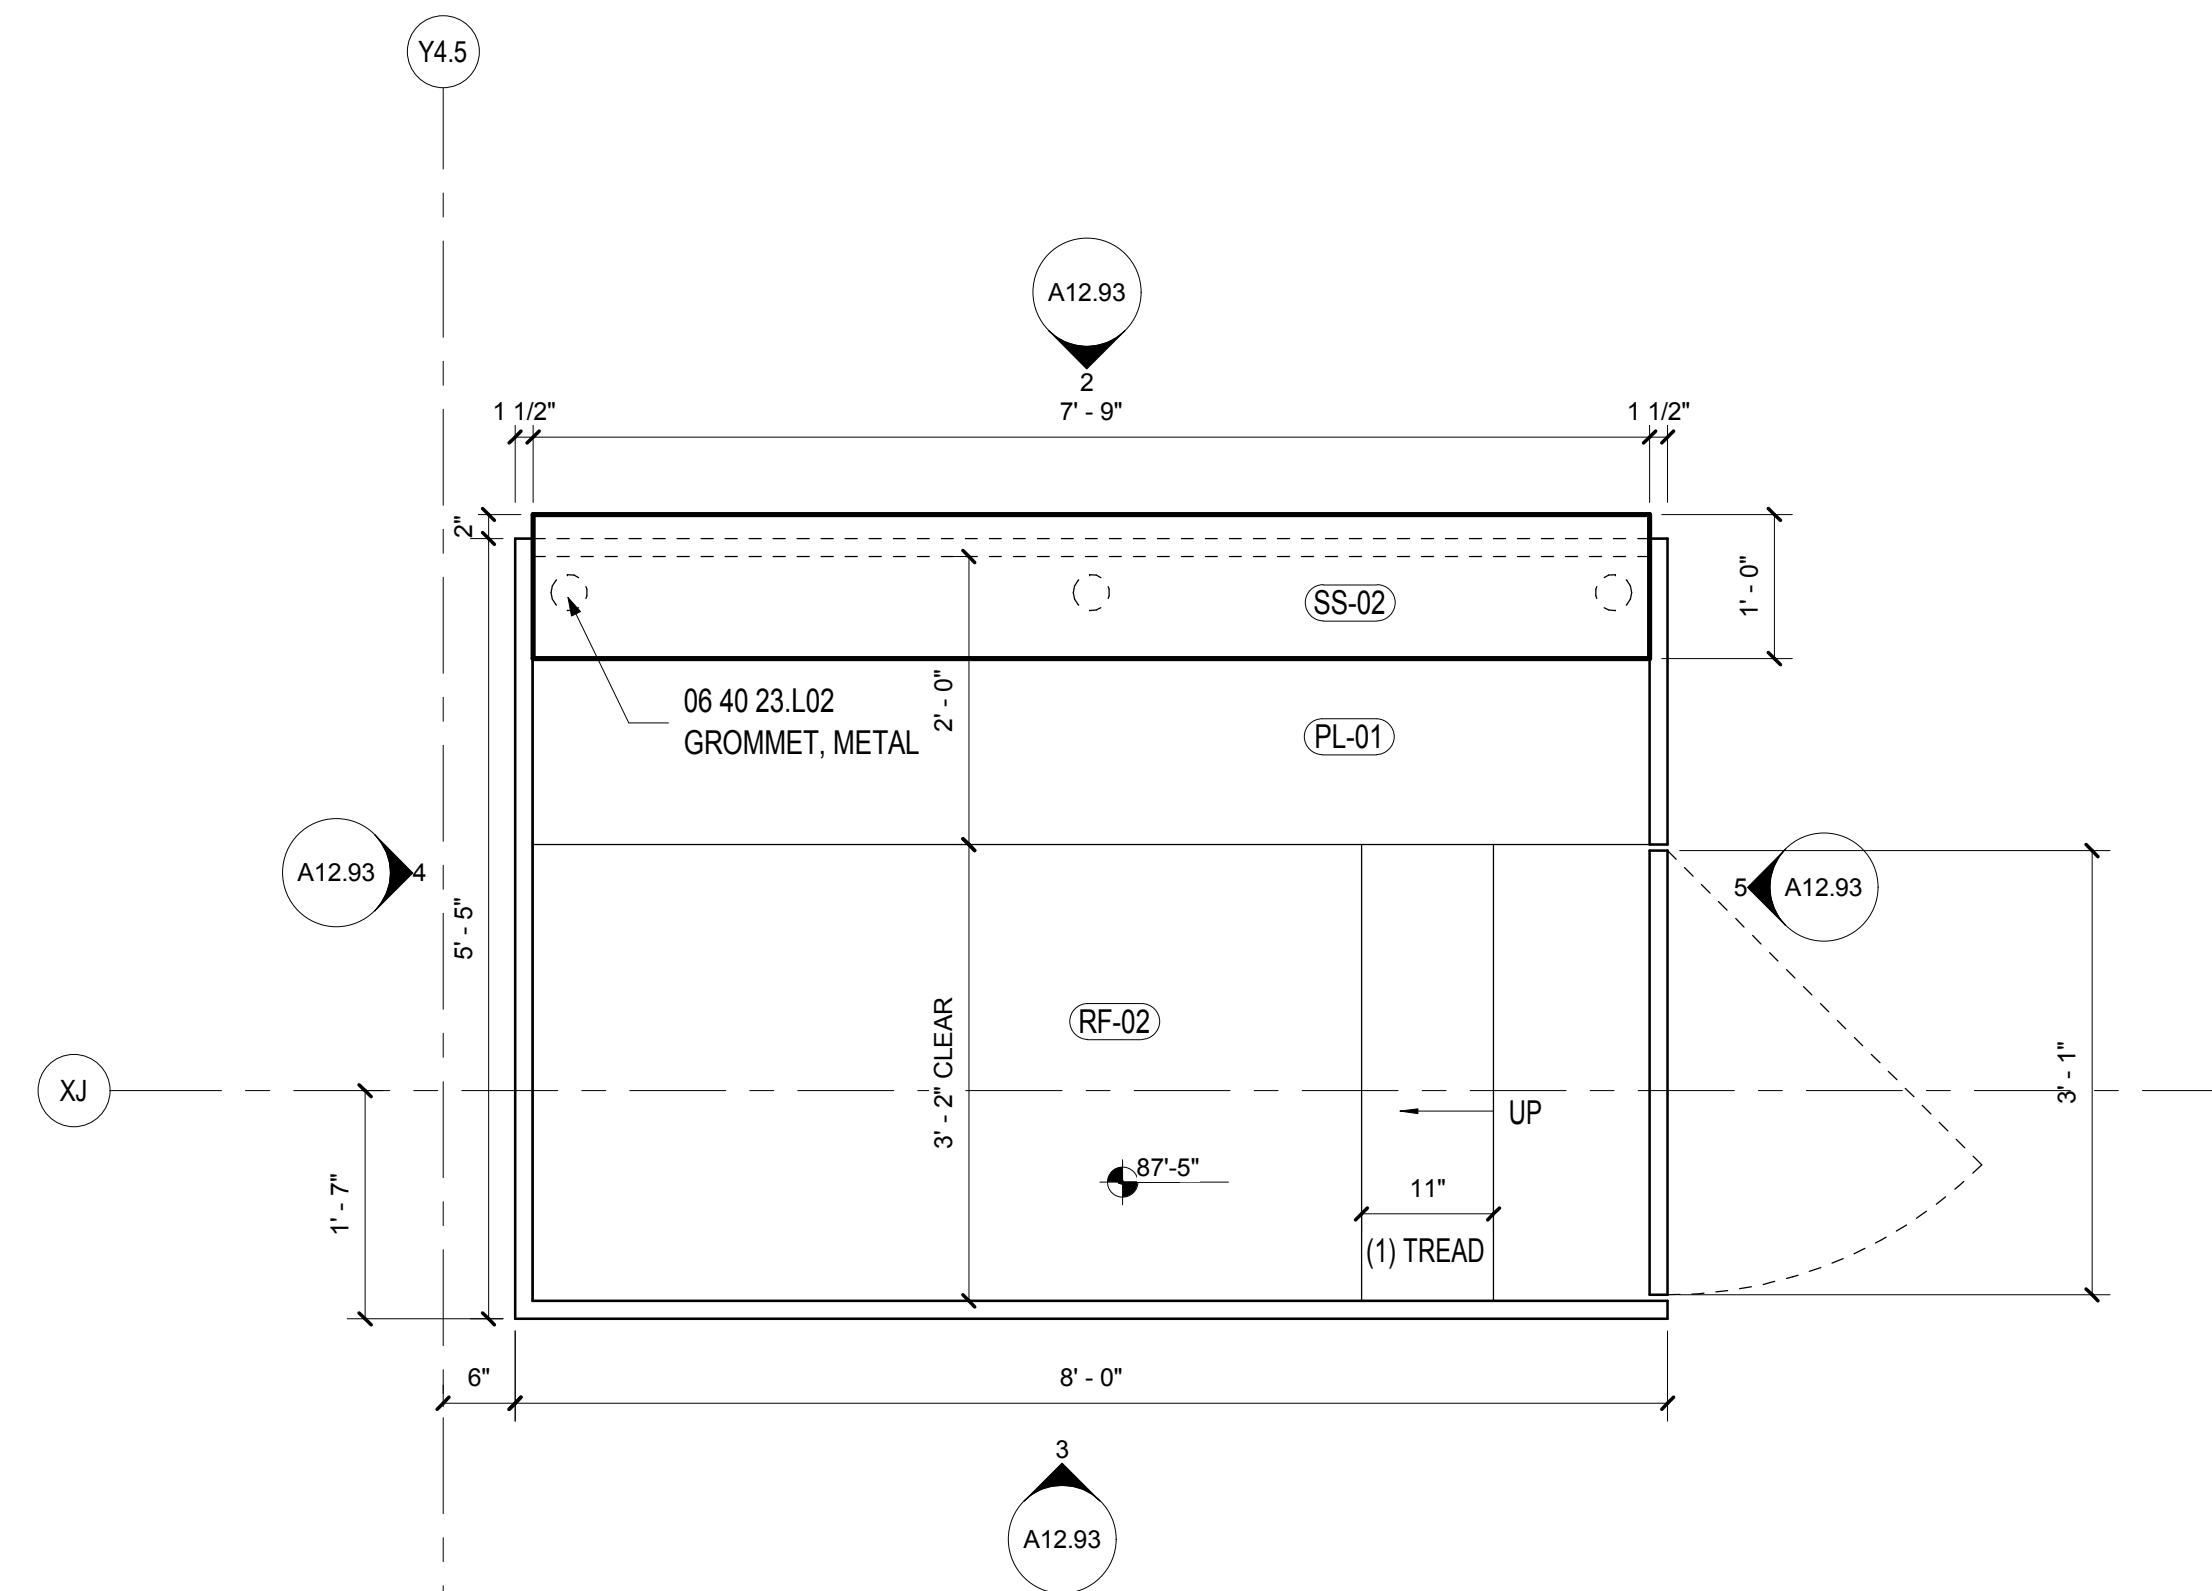 Y4.5
A12.93
2
1 1/2"
7' - 9"
1 1/2"
2"
1' - 0"
SS-02
06 40 23.L02
GROMMET, METAL
2' - 0"
PL-01
A12.93
4
5
A12.93
5' - 5"
RF-02
3' - 2" CLEAR
3' - 1"
XJ
UP
87'-5"
11"
1' - 7"
(1) TREAD
6"
8' - 0"
3
A12.93